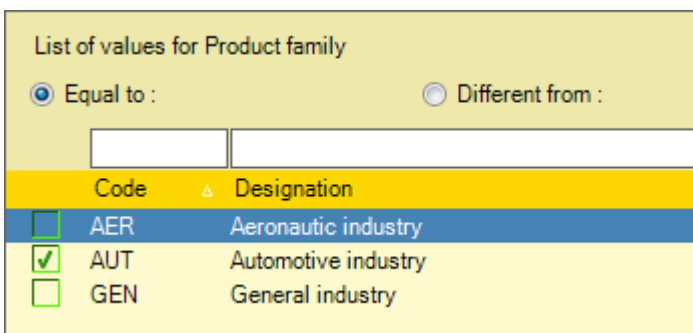 List of values for Product family
Equal to : Different from :
Code Designation
AER Aeronautic industry
AUT Automotive industry
GEN General industry